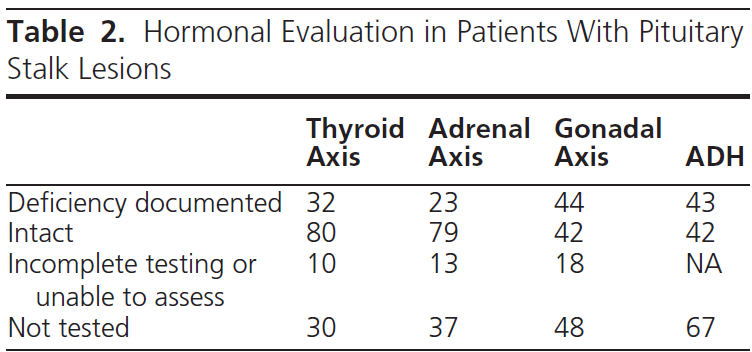 Table 2. Hormonal Evaluation in Patients With Pituitary
Stalk Lesions
Thyroid Adrenal Gonadal
Axis Axis Axis ADH
Deficiency documented 32 23 44 43
Intact 80 79 42 42
Incomplete testing or 10 13 18 NA
unable to assess
Not tested 30 37 48 67